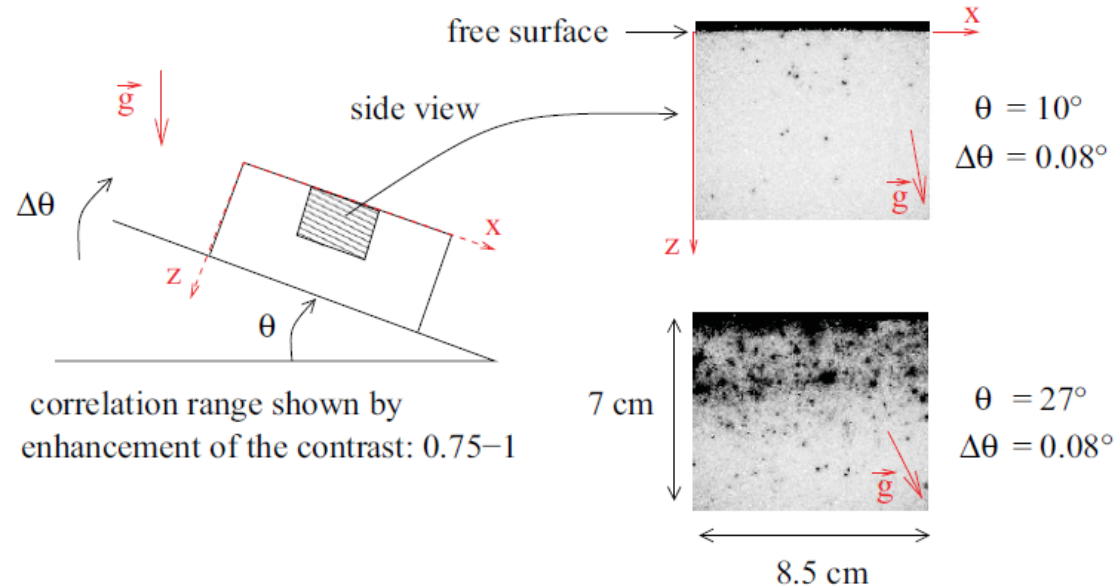 free surface
x
g
side view
θ = 10°
Δθ = 0.08°
Δθ
g
x
z
z
θ
7 cm
θ = 27°
Δθ = 0.08°
correlation range shown by
enhancement of the contrast: 0.75−1
g
8.5 cm